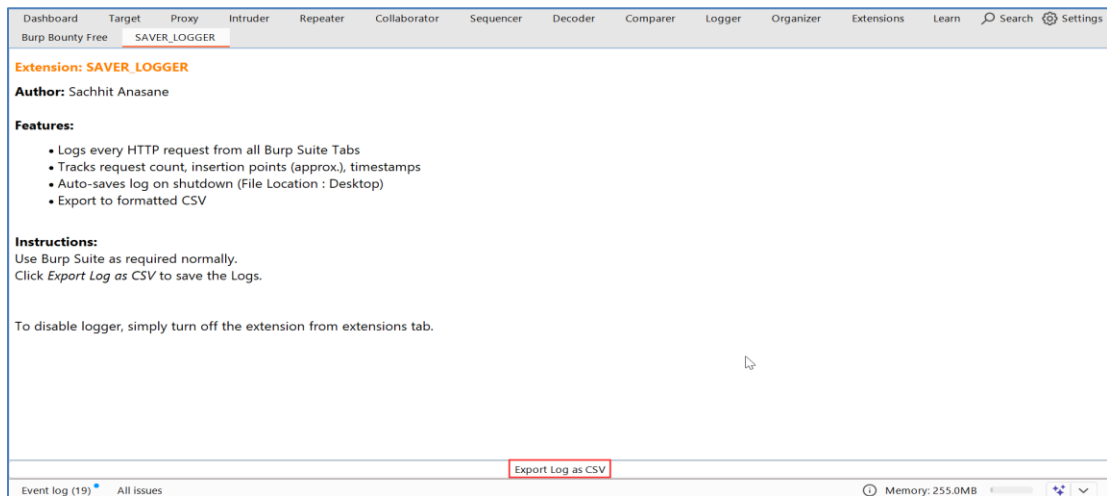 Dashboard Target Proxy Intruder Repeater Collaborator Sequencer Decoder Comparer Logger Organizer Extensions Learn Search Settings
Burp Bounty Free SAVER_LOGGER
Extension: SAVER_LOGGER
Author: Sachhit Anasane
Features:
• Logs every HTTP request from all Burp Suite Tabs
• Tracks request count, insertion points (approx.), timestamps
• Auto-saves log on shutdown (File Location : Desktop)
• Export to formatted CSV
Instructions:
Use Burp Suite as required normally.
Click Export Log as CSV to save the Logs.
To disable logger, simply turn off the extension from extensions tab.
Export Log as CSV
Event log (19) All issues Memory: 255.0MB